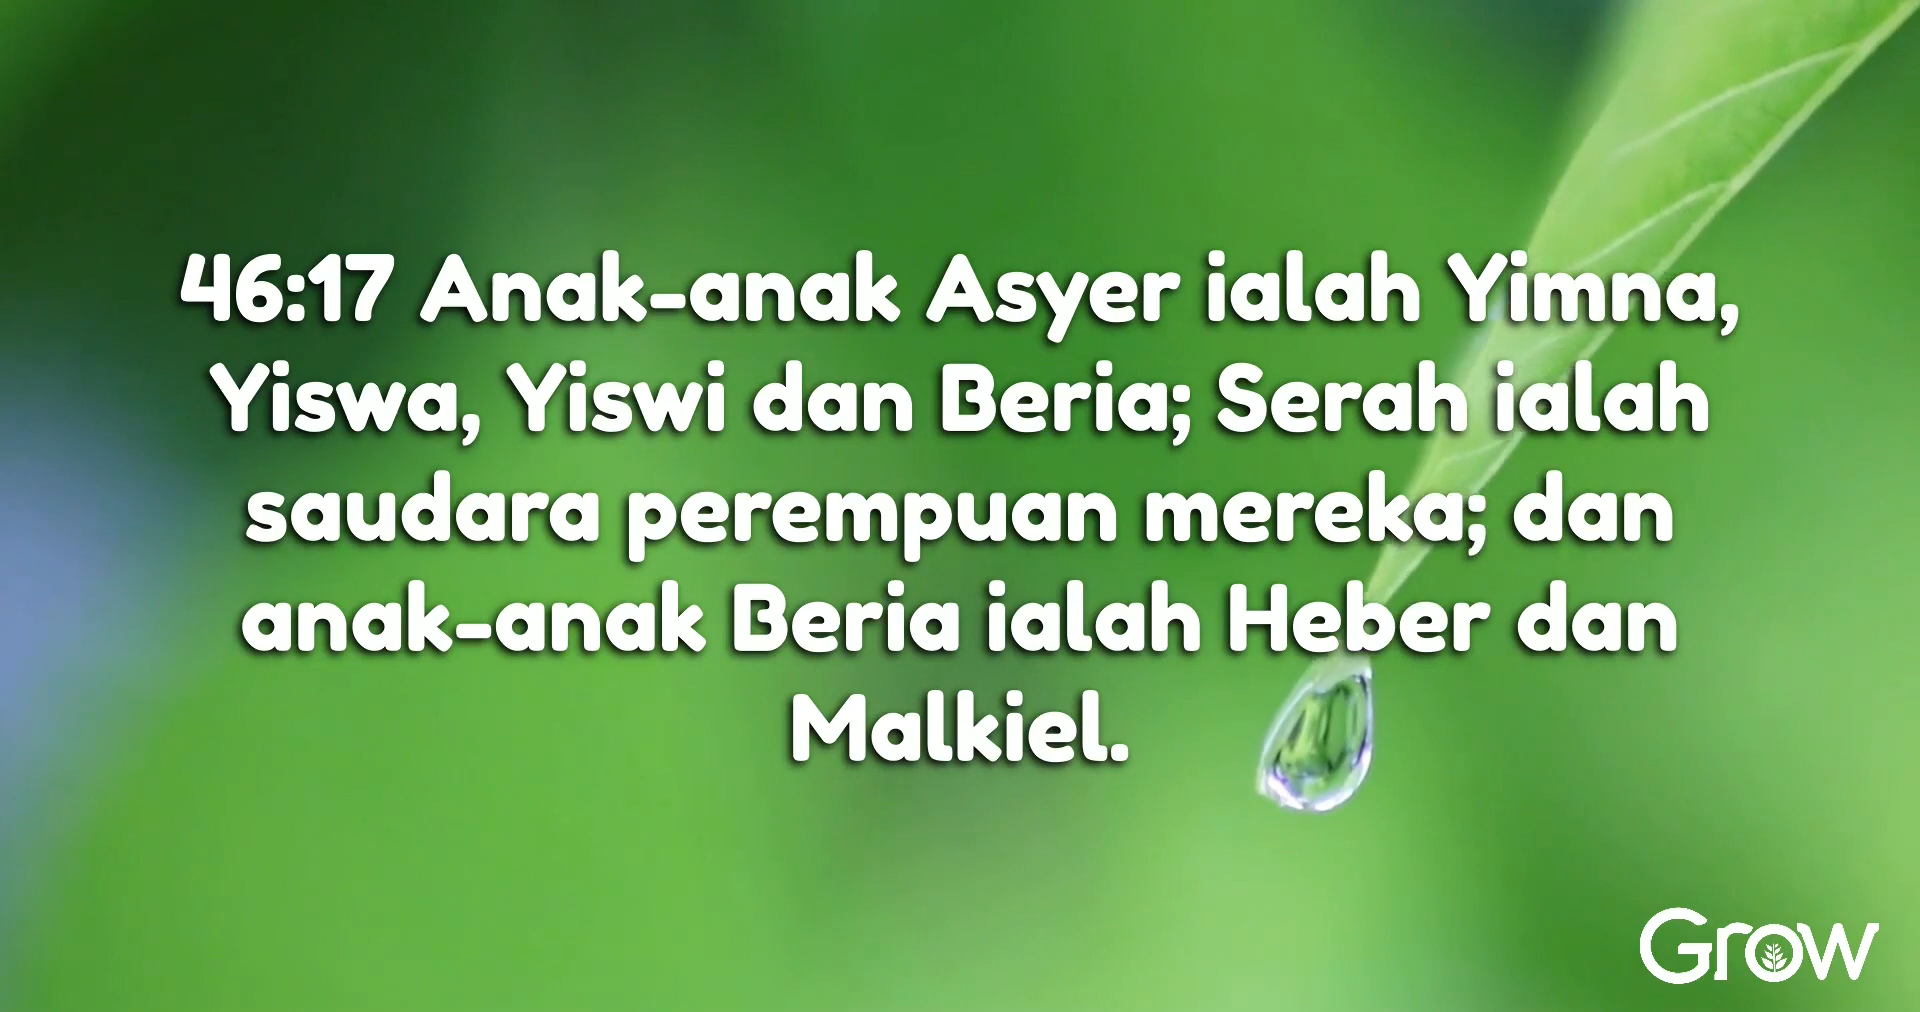 46:17 Anak-anak Asyer ialah Yimna,
Yiswa, Yiswi dan Beria; Serah ialah
saudara perempuan mereka; dan
anak-anak Beria ialah Heber dan
Malkiel.
Grow